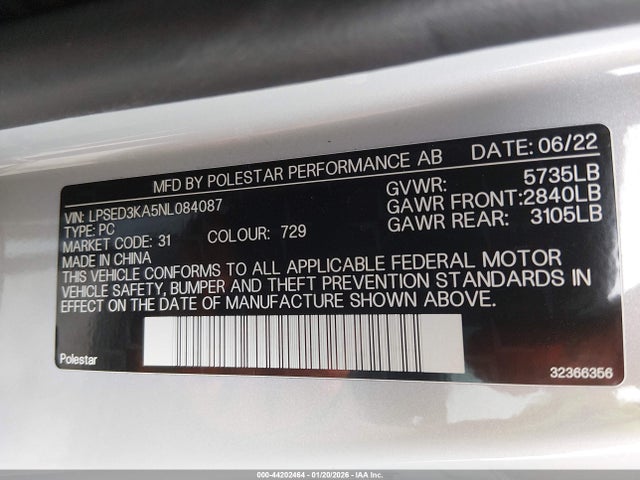 MFD BY POLESTAR PERFORMANCE AB DATE: 06/22
VIN: LPSED3KA5NL084087 GVWR: 5735LB
TYPE: PC GAWR FRONT: 2840LB
MARKET CODE: 31 COLOUR: 729 GAWR REAR: 3105LB
MADE IN CHINA
THIS VEHICLE CONFORMS TO ALL APPLICABLE FEDERAL MOTOR
VEHICLE SAFETY, BUMPER AND THEFT PREVENTION STANDARDS IN
EFFECT ON THE DATE OF MANUFACTURE SHOWN ABOVE.
Polestar 32366356
000-44202464 - 01/20/2026 - IAAI.COM